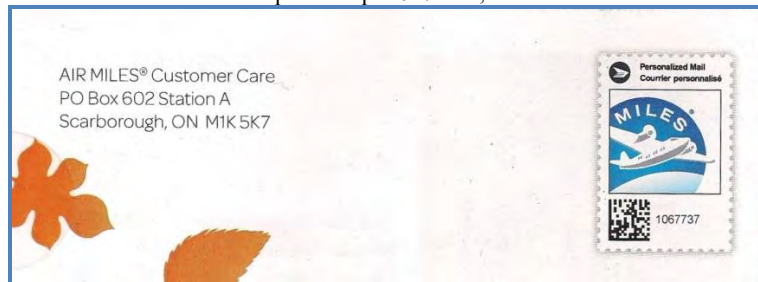 AIR MILES® Customer Care
PO Box 602 Station A
Scarborough, ON M1K 5K7
Personalized Mail
Courrier personnalisé
MILES®
1067737